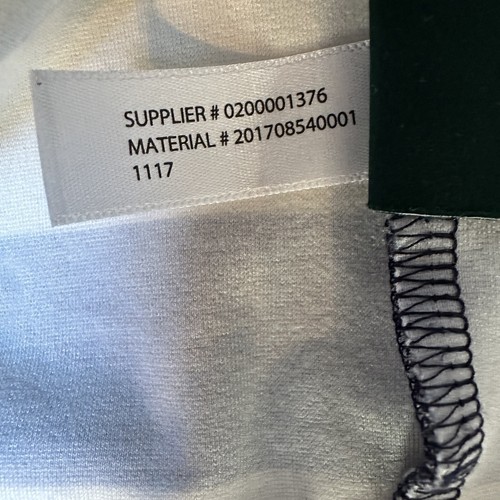 SUPPLIER # 0200001376
MATERIAL # 201708540001
1117